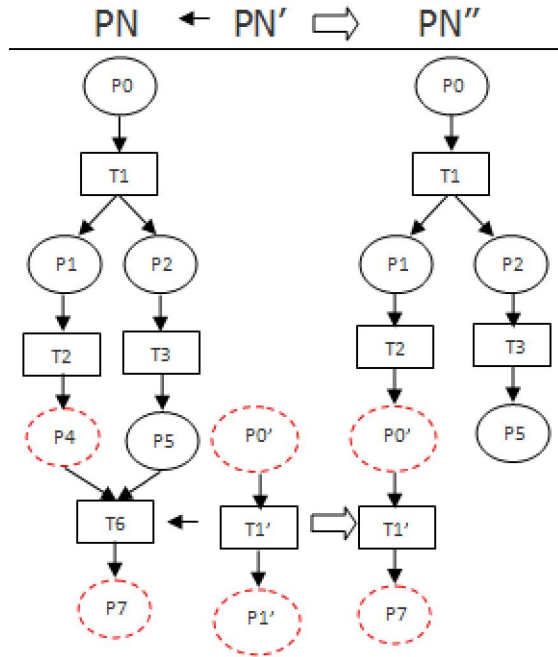 PN PN' PN"
P0 P0
T1 T1
P1 P2 P1 P2
T2 T3 T2 T3
P4 P5 P0' P0' P5
T6 T1' T1'
P7 P1' P7